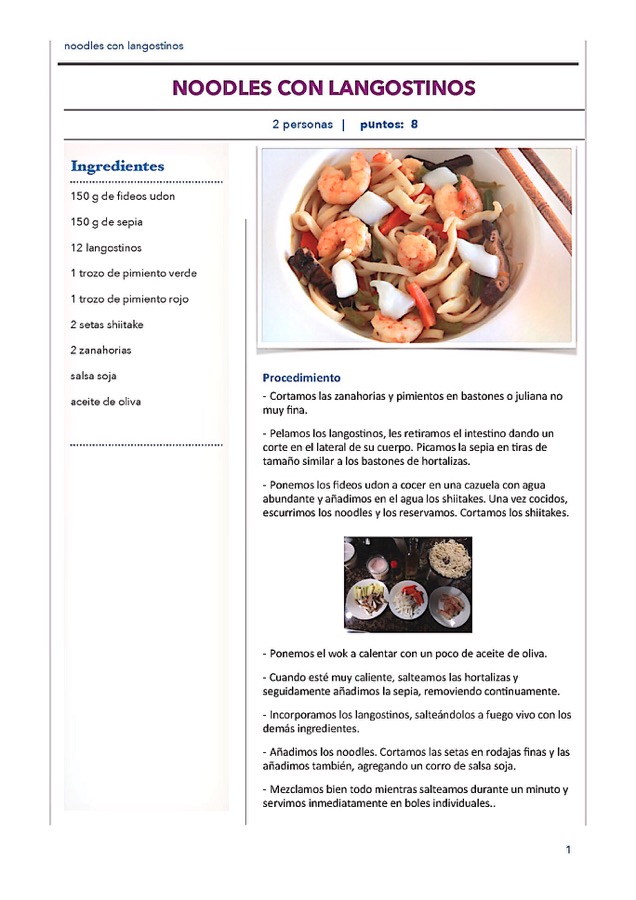 noodles con langostinos
NOODLES CON LANGOSTINOS
2 personas | puntos: 8
Ingredientes
150 g de fideos udon
150 g de sepia
12 langostinos
1 trozo de pimiento verde
1 trozo de pimiento rojo
2 setas shiitake
2 zanahorias
salsa soja
aceite de oliva
Procedimiento
- Cortamos las zanahorias y pimientos en bastones o juliana no
muy fina.
- Pelamos los langostinos, les retiramos el intestino dando un
corte en el lateral de su cuerpo. Picamos la sepia en tiras de
tamaño similar a los bastones de hortalizas.
- Ponemos los fideos udon a cocer en una cazuela con agua
abundante y añadimos en el agua los shiitakes. Una vez cocidos,
escurrimos los noodles y los reservamos. Cortamos los shiitakes.
- Ponemos el wok a calentar con un poco de aceite de oliva.
- Cuando esté muy caliente, salteamos las hortalizas y
seguidamente añadimos la sepia, removiendo continuamente.
- Incorporamos los langostinos, salteándolos a fuego vivo con los
demás ingredientes.
- Añadimos los noodles. Cortamos las setas en rodajas finas y las
añadimos también, agregando un corro de salsa soja.
- Mezclamos bien todo mientras salteamos durante un minuto y
servimos inmediatamente en boles individuales..
1